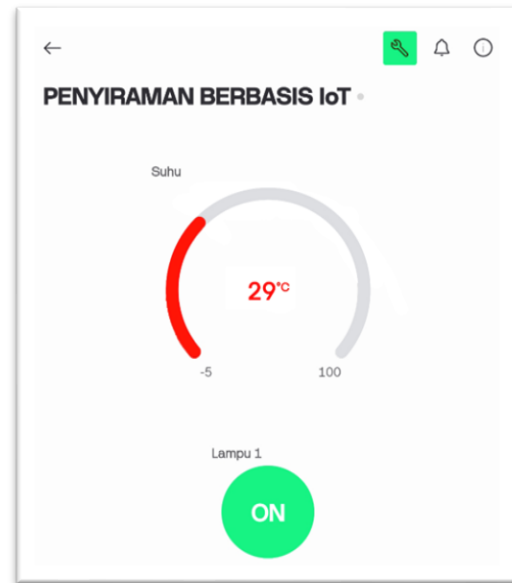 PENYIRAMAN BERBASIS IoT
Suhu
29°C
-5 100
Lampu 1
ON